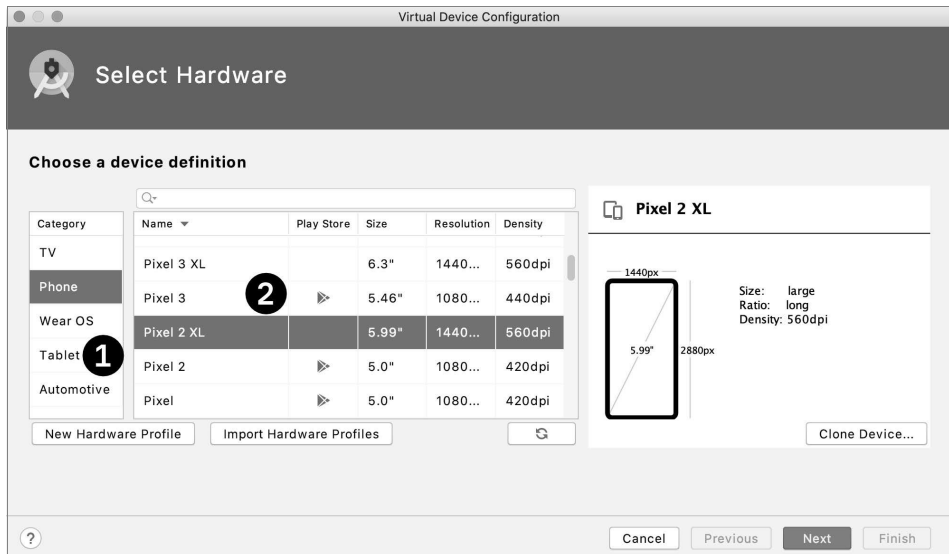 Virtual Device Configuration
Select Hardware
Choose a device definition
Category
TV
Phone
Wear OS
Tablet
1
Automotive
Name Play Store Size Resolution Density
Pixel 3 XL 6.3" 1440... 560dpi
Pixel 3 2 5.46" 1080... 440dpi
Pixel 2 XL 5.99" 1440... 560dpi
Pixel 2 5.0" 1080... 420dpi
Pixel 5.0" 1080... 420dpi
New Hardware Profile Import Hardware Profiles
Pixel 2 XL
1440px
5.99" 2880px
Size: large
Ratio: long
Density: 560dpi
Clone Device...
? Cancel Previous Next Finish